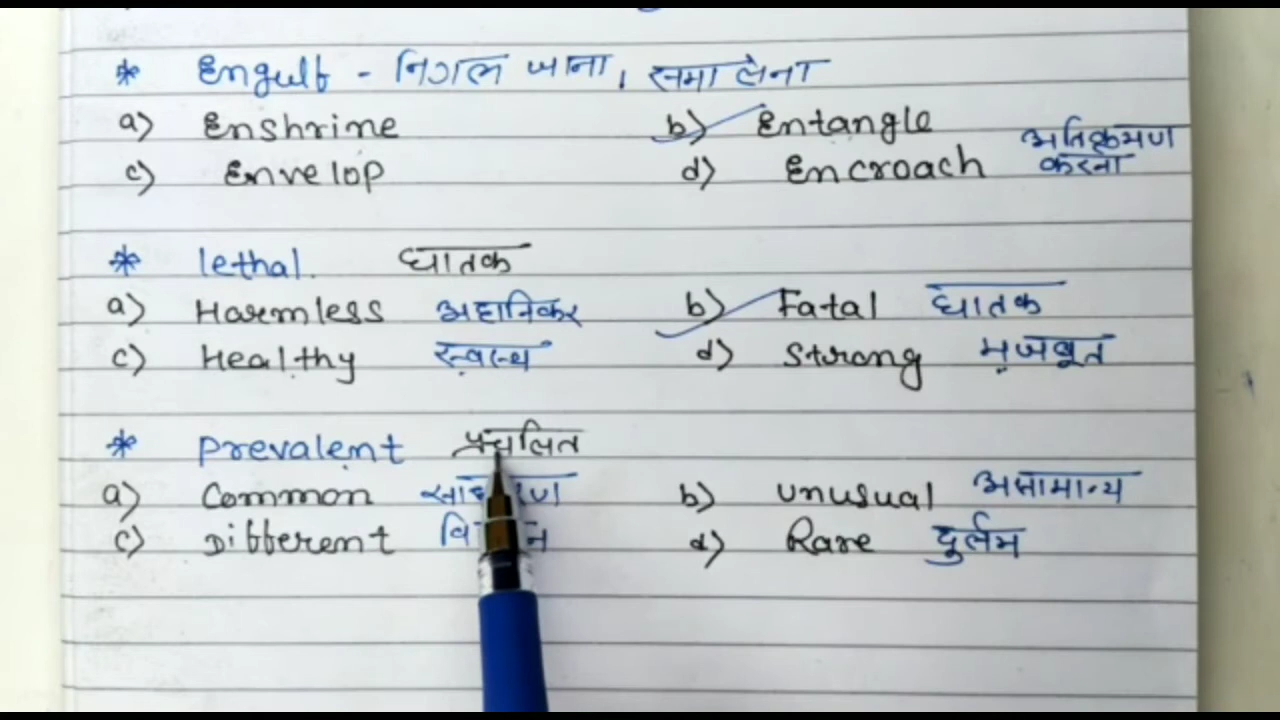 * Engulf - निगल जाना, समा लेना
a) Enshrine b) Entangle
c) Envelop d) Encroach अतिक्रमण करना
* lethal. घातक
a) Harmless अहानिकर b) Fatal घातक
c) Healthy स्वस्थ d) Strong मजबूत
* Prevalent प्रचलित
a) Common b) unusual असामान्य
c) Different d) Rare दुर्लभ